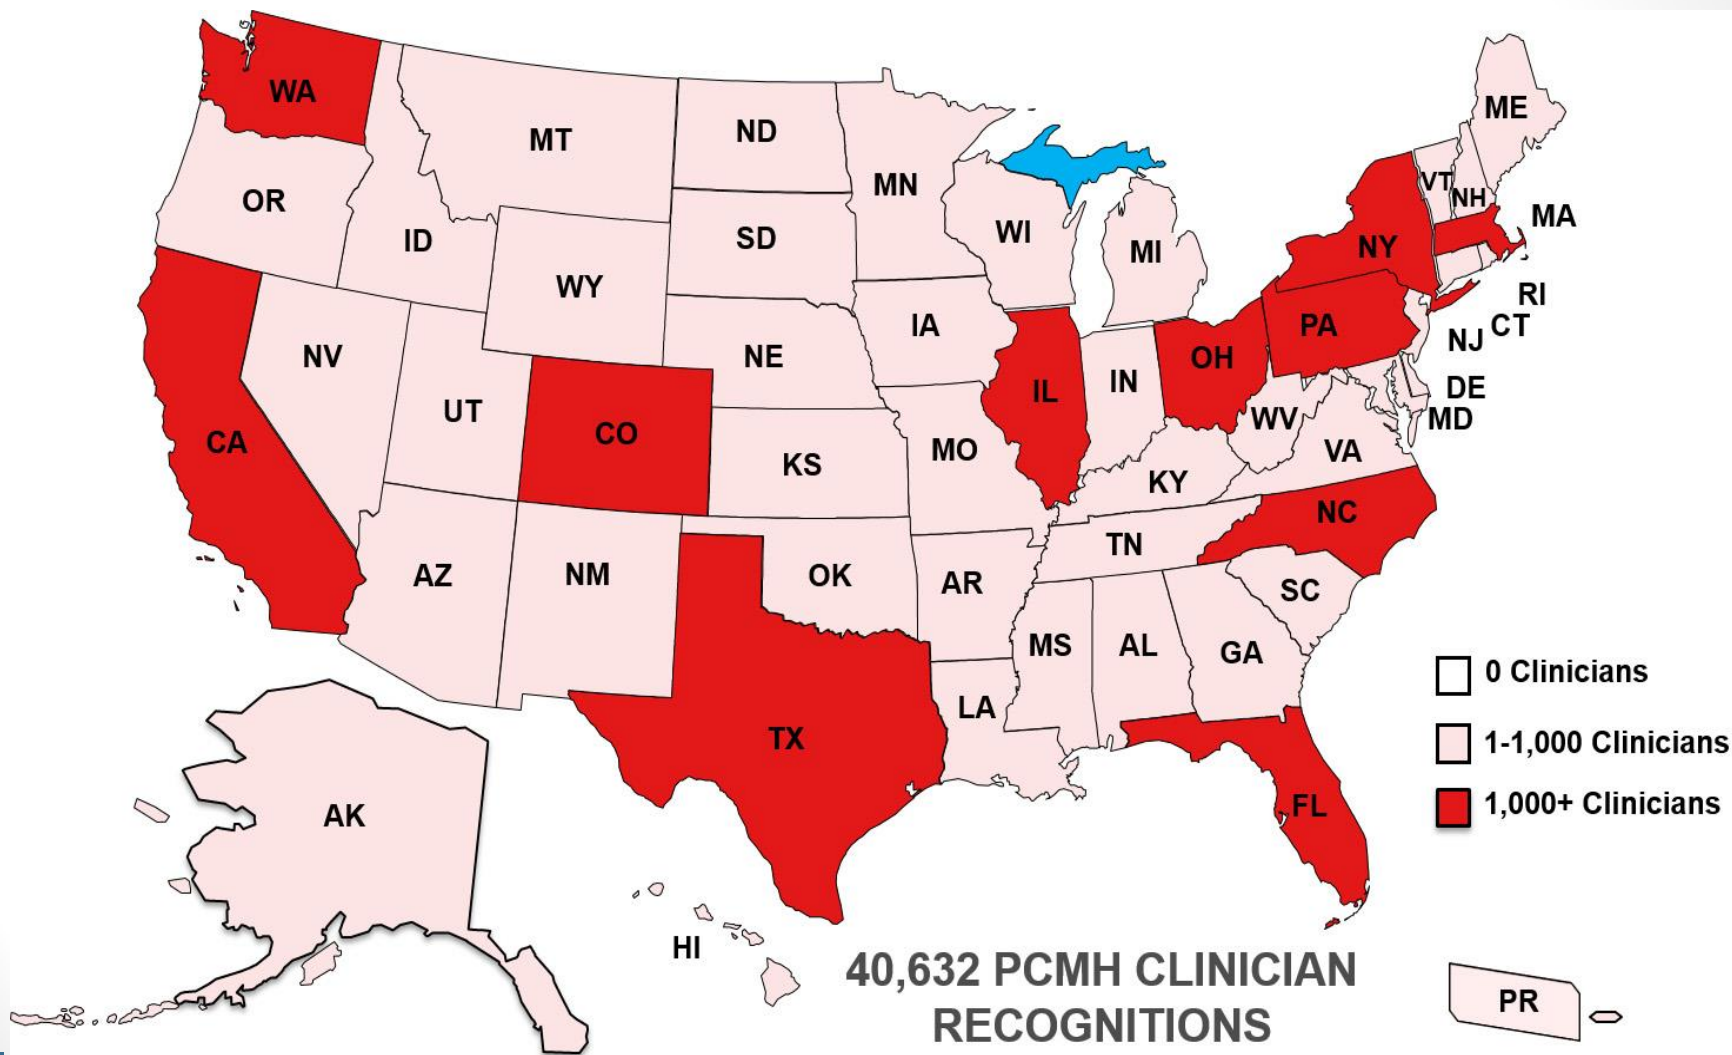 WA
MT
ND
MN
ME
VT
NH
OR
ID
SD
WI
MI
NY
MA
WY
RI
IA
PA
CT
NJ
NV
NE
OH
IN
IL
DE
UT
WV
MD
CA
CO
MO
VA
KS
KY
NC
TN
AZ
NM
OK
AR
SC
MS
AL
GA
0 Clinicians
LA
TX
1-1,000 Clinicians
FL
1,000+ Clinicians
AK
HI
40,632 PCMH CLINICIAN
RECOGNITIONS
PR